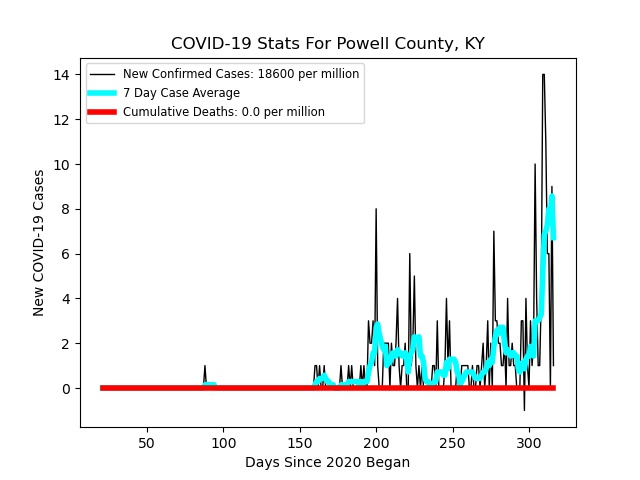 COVID-19 Stats For Powell County, KY
New Confirmed Cases: 18600 per million
7 Day Case Average
Cumulative Deaths: 0.0 per million
New COVID-19 Cases
14
12
10
8
6
4
2
0
50 100 150 200 250 300
Days Since 2020 Began